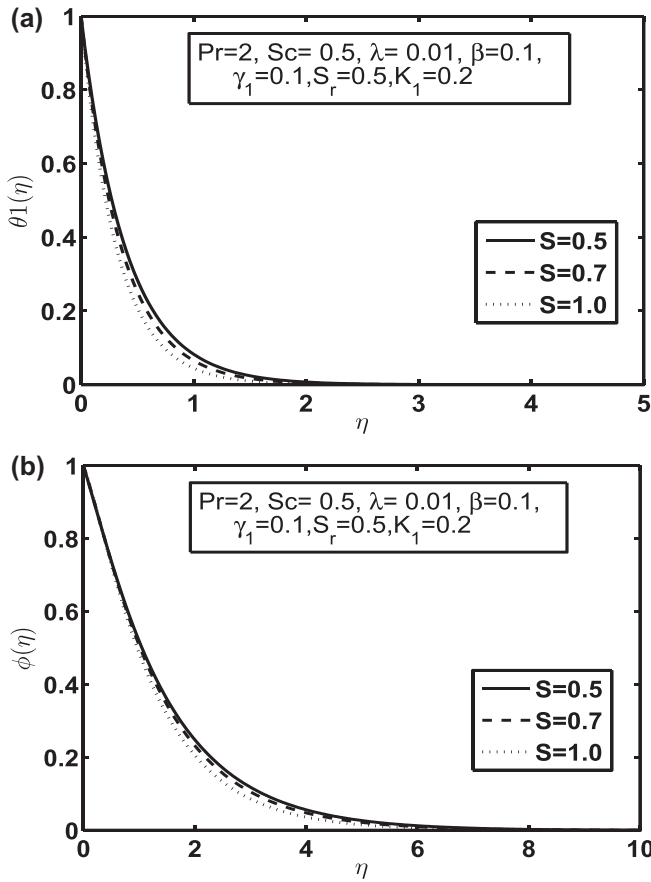 (a)
1
0.8
0.6
0.4
0.2
0
θ1(η)
Pr=2, Sc= 0.5, λ= 0.01, β=0.1,
γ₁=0.1,Sᵣ=0.5,K₁=0.2
S=0.5
S=0.7
S=1.0
0 1 2 3 4 5
η
(b)
1
0.8
0.6
0.4
0.2
0
ϕ(η)
Pr=2, Sc= 0.5, λ= 0.01, β=0.1,
γ₁=0.1,Sᵣ=0.5,K₁=0.2
S=0.5
S=0.7
S=1.0
0 2 4 6 8 10
η